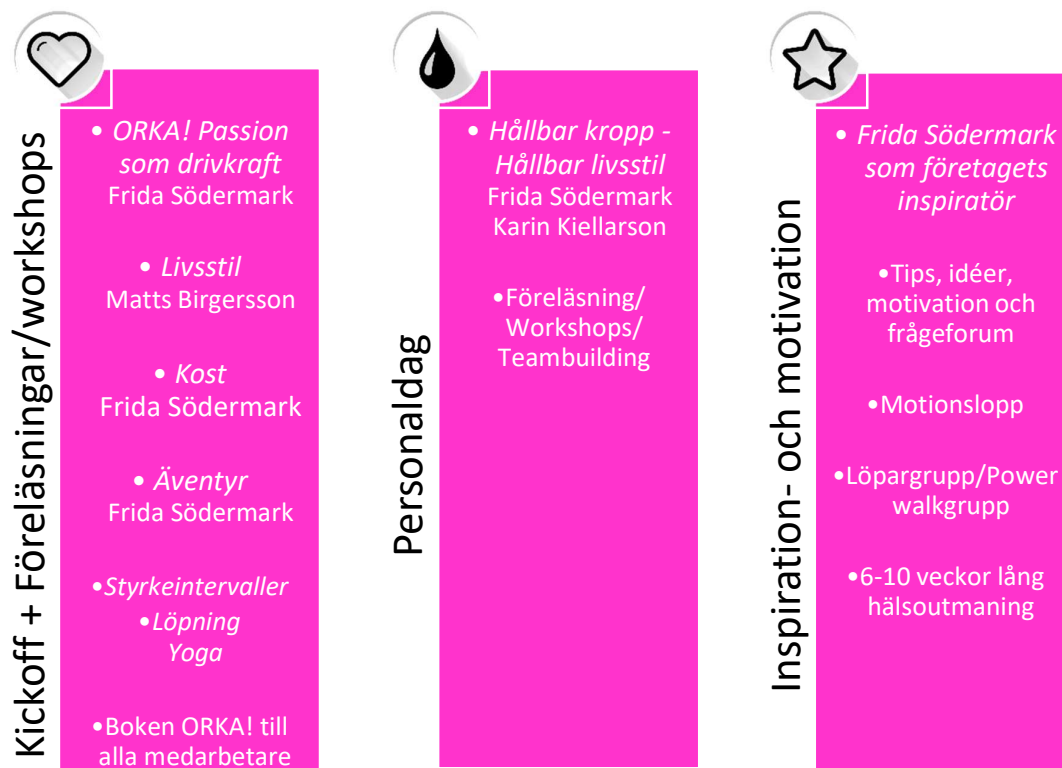 Kickoff + Föreläsningar/workshops
• ORKA! Passion
som drivkraft
Frida Södermark
• Livsstil
Matts Birgersson
• Kost
Frida Södermark
• Äventyr
Frida Södermark
•Styrkeintervaller
•Löpning
Yoga
•Boken ORKA! till
alla medarbetare
Personaldag
• Hållbar kropp -
Hållbar livsstil
Frida Södermark
Karin Kiellarson
•Föreläsning/
Workshops/
Teambuilding
Inspiration- och motivation
• Frida Södermark
som företagets
inspiratör
•Tips, idéer,
motivation och
frågeforum
•Motionslopp
•Löpargrupp/Power
walkgrupp
•6-10 veckor lång
hälsoutmaning